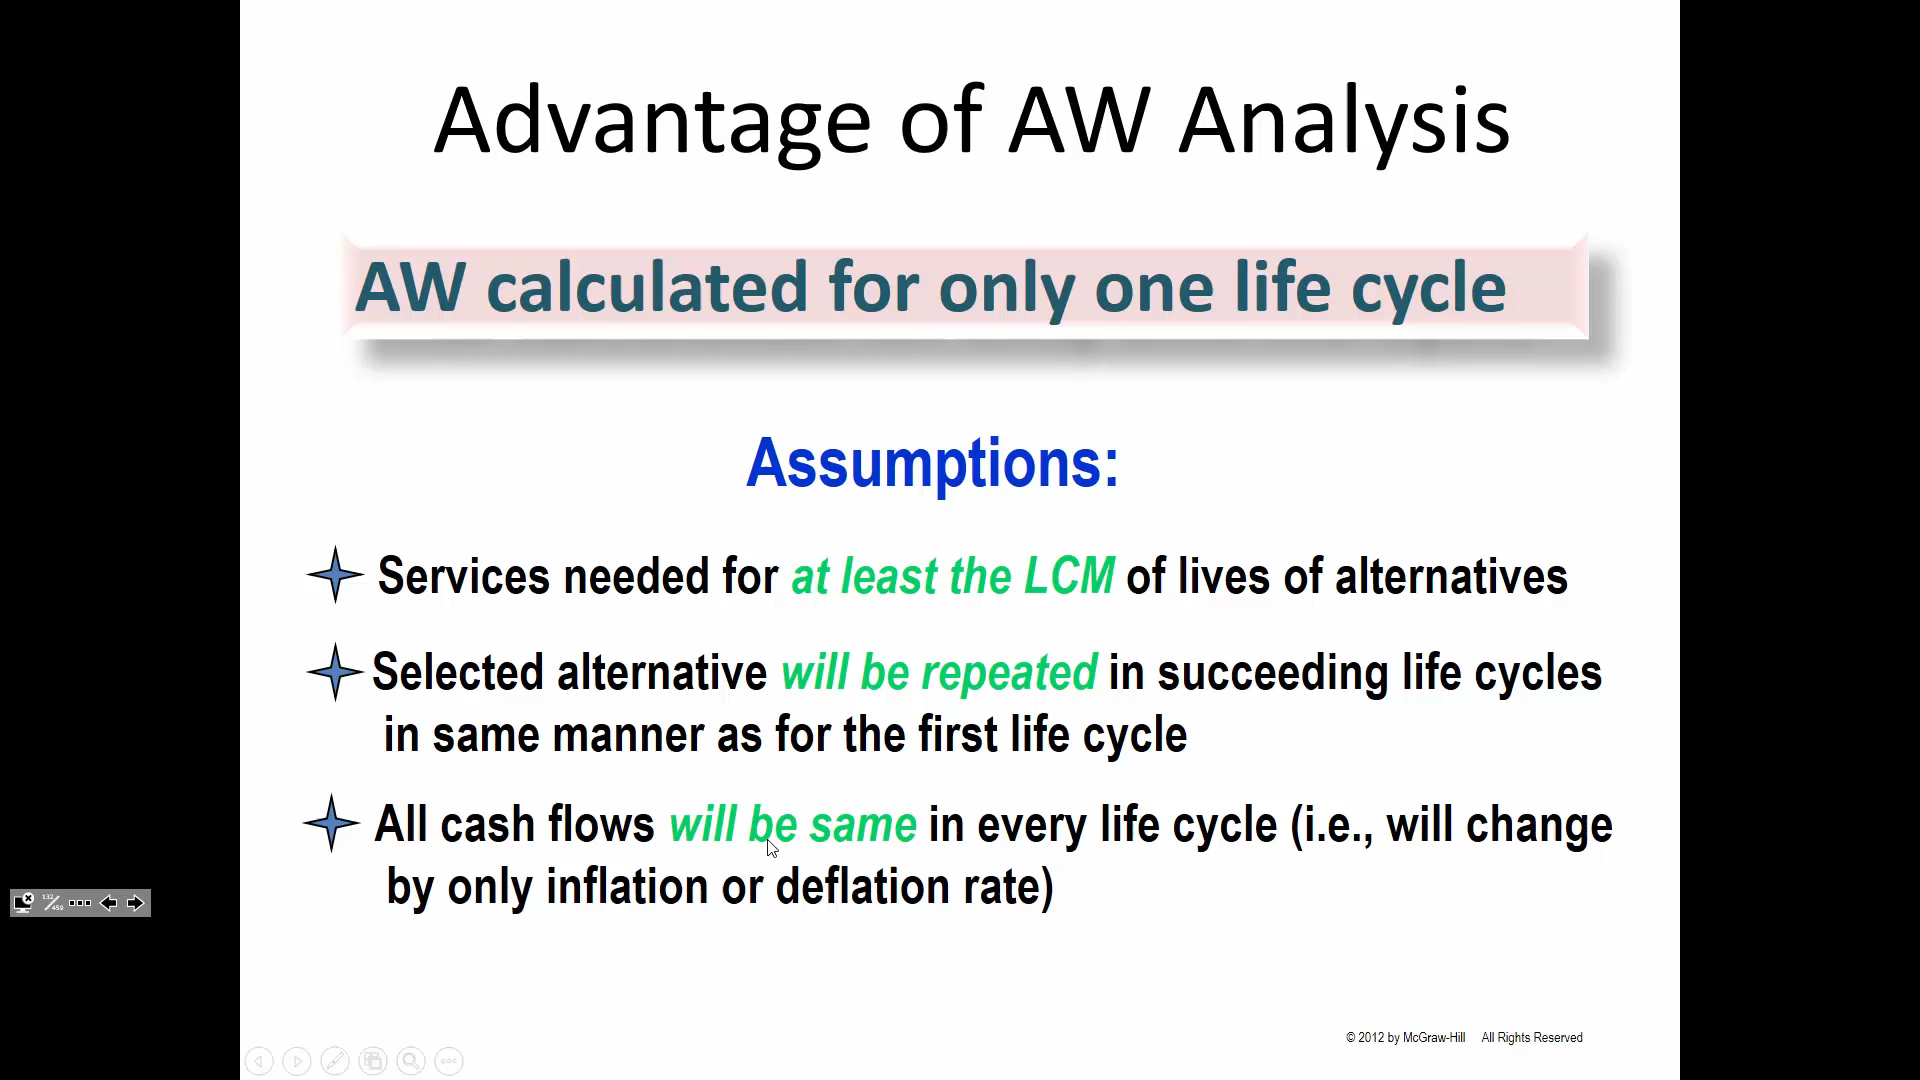 Advantage of AW Analysis
AW calculated for only one life cycle
Assumptions:
Services needed for at least the LCM of lives of alternatives
Selected alternative will be repeated in succeeding life cycles
in same manner as for the first life cycle
All cash flows will be same in every life cycle (i.e., will change
by only inflation or deflation rate)
132/459
© 2012 by McGraw-Hill All Rights Reserved